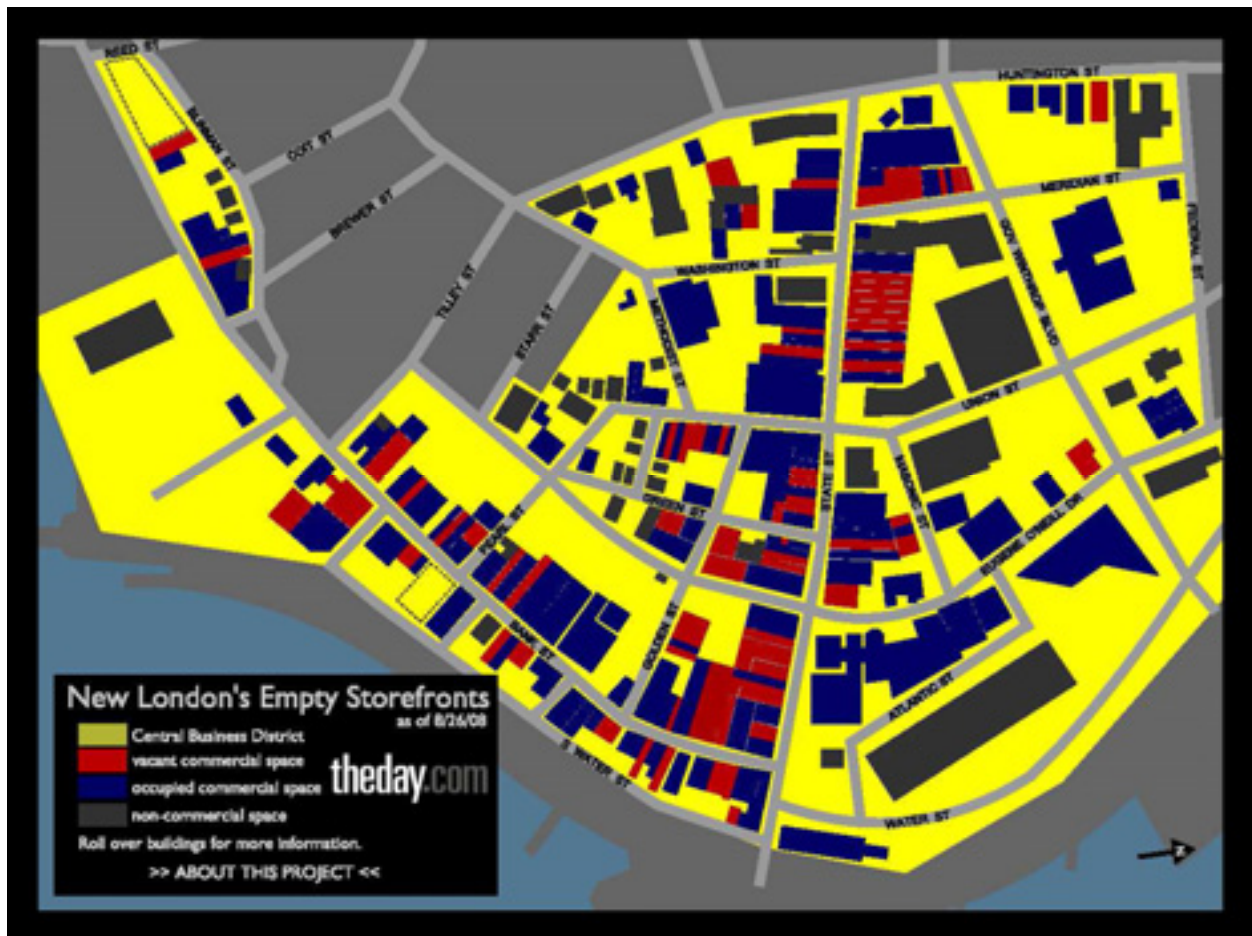 REED ST
BLINMAN ST
COIT ST
BREWER ST
TILLEY ST
STARR ST
HUNTINGTON ST
MERIDIAN ST
FEDERAL ST
GOV WINTHROP BLVD
WASHINGTON ST
METHODIST ST
UNION ST
STATE ST
MASONIC ST
GREEN ST
PEARL ST
EUGENE O'NEILL DR
BANK ST
GOLDEN ST
ATLANTIC ST
S WATER ST
WATER ST
N
New London's Empty Storefronts
as of 8/26/08
Central Business District
vacant commercial space
occupied commercial space
non-commercial space
theday.com
Roll over buildings for more information.
>> ABOUT THIS PROJECT <<